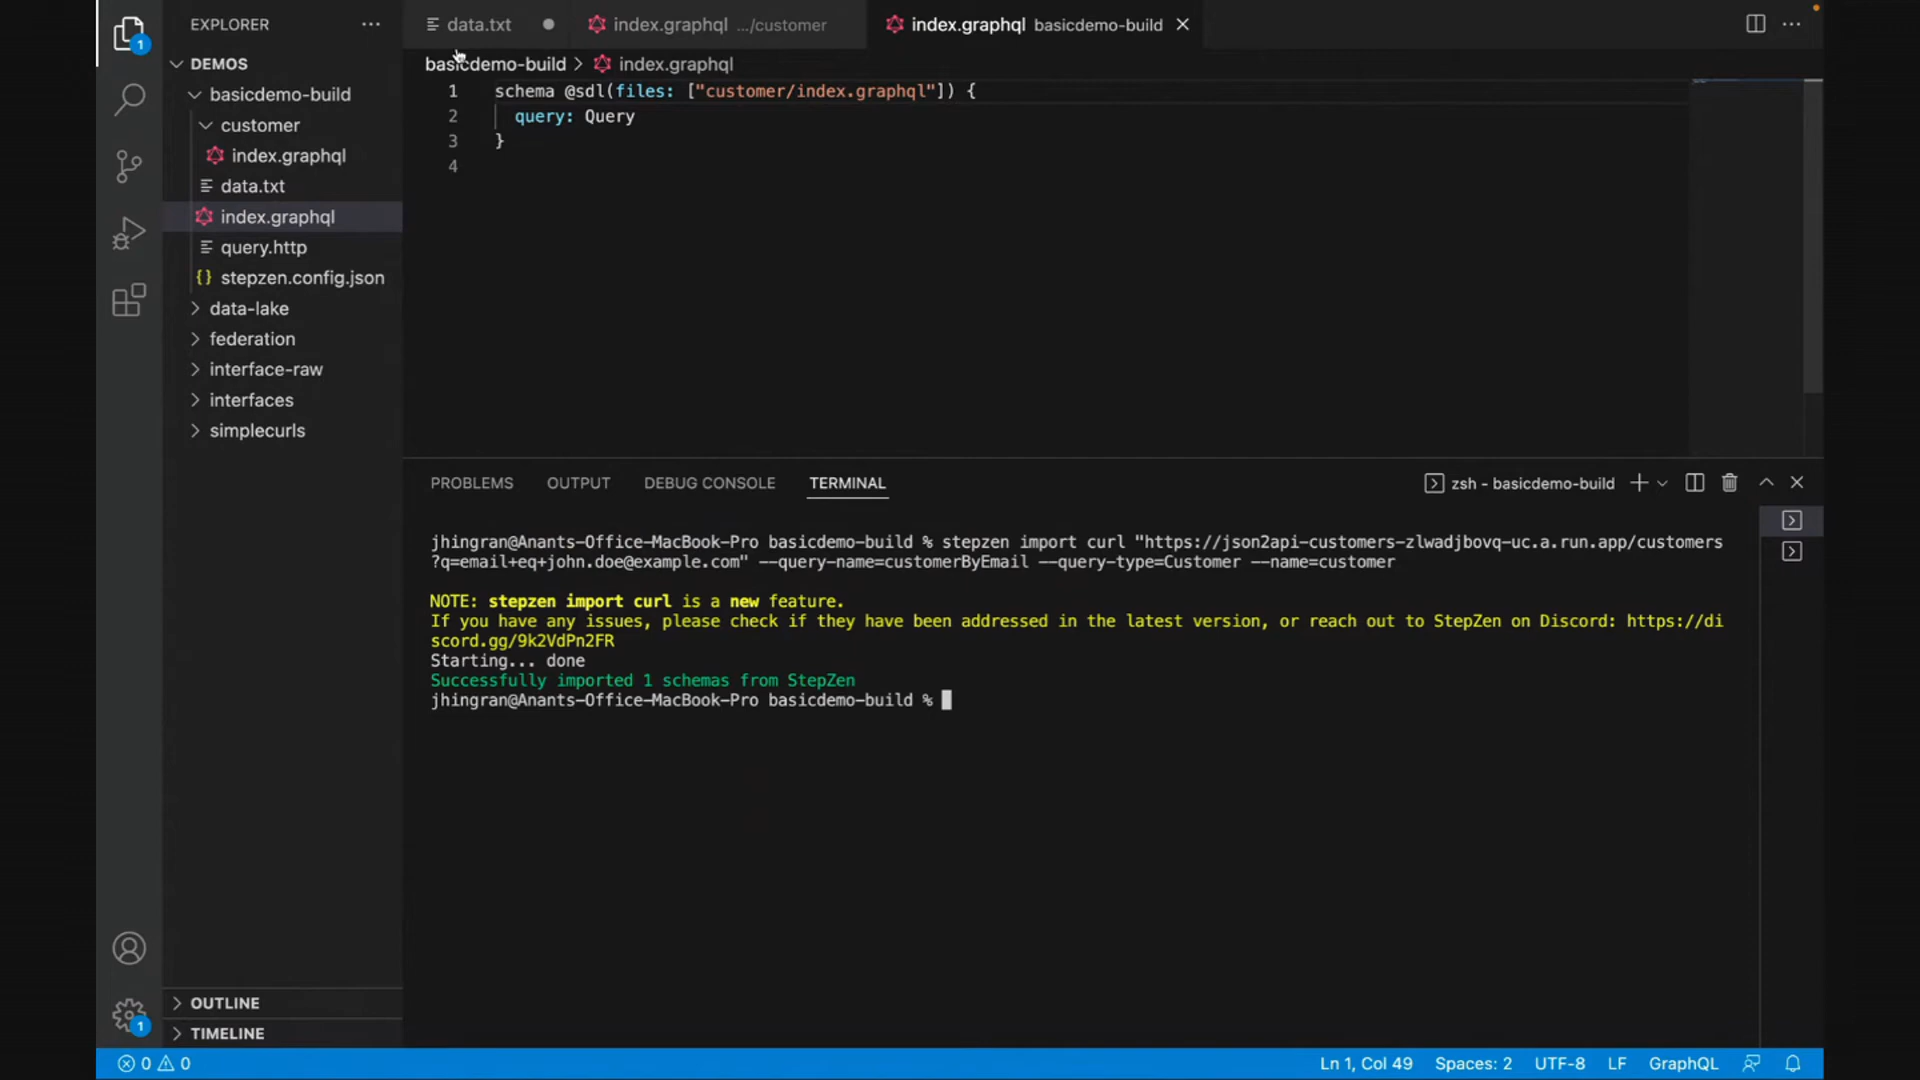 EXPLORER
DEMOS
basicdemo-build
customer
index.graphql
data.txt
index.graphql
query.http
stepzen.config.json
data-lake
federation
interface-raw
interfaces
simplecurls
OUTLINE
TIMELINE
1
1
data.txt
index.graphql .../customer
index.graphql basicdemo-build
basicdemo-build > index.graphql
1 schema @sdl(files: ["customer/index.graphql"]) {
2 query: Query
3 }
4
PROBLEMS OUTPUT DEBUG CONSOLE TERMINAL
zsh - basicdemo-build
jhingran@Anants-Office-MacBook-Pro basicdemo-build % stepzen import curl "https://json2api-customers-zlwadjbovq-uc.a.run.app/customers
?q=email+eq+john.doe@example.com" --query-name=customerByEmail --query-type=Customer --name=customer
NOTE: stepzen import curl is a new feature.
If you have any issues, please check if they have been addressed in the latest version, or reach out to StepZen on Discord: https://di
scord.gg/9k2VdPn2FR
Starting... done
Successfully imported 1 schemas from StepZen
jhingran@Anants-Office-MacBook-Pro basicdemo-build %
0 0
Ln 1, Col 49 Spaces: 2 UTF-8 LF GraphQL